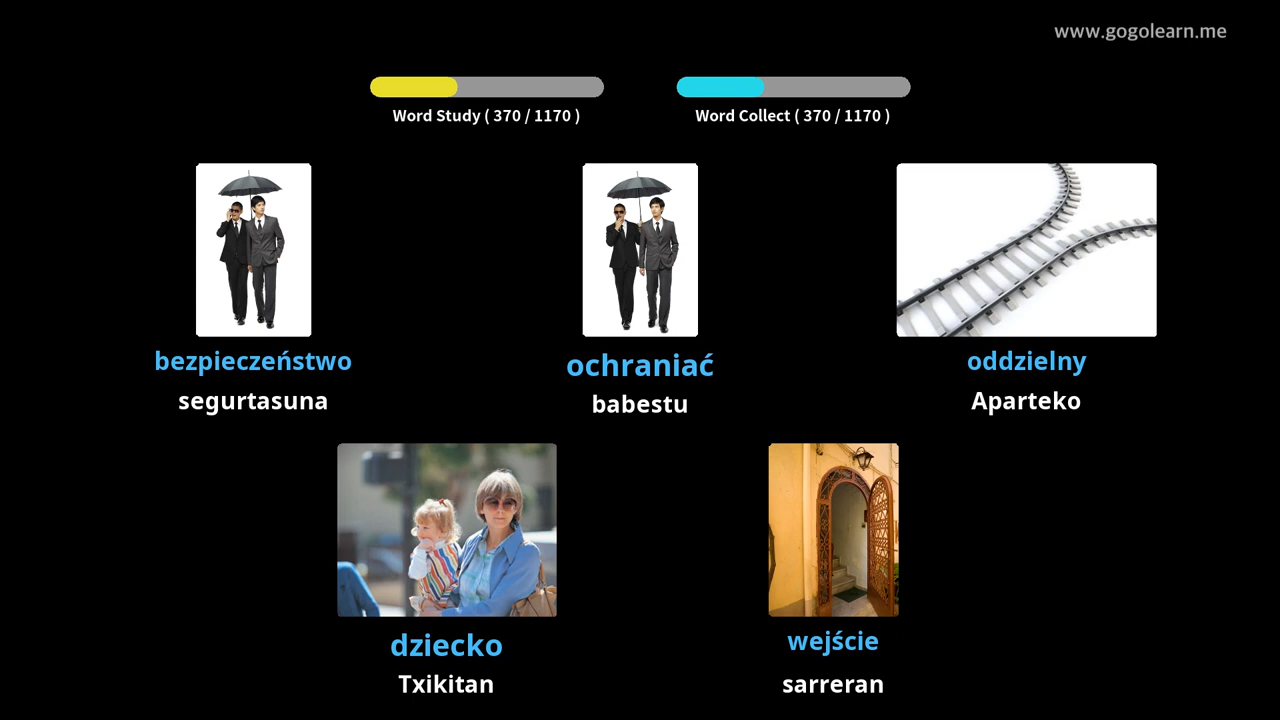 www.gogolearn.me
Word Study ( 370 / 1170 )
Word Collect ( 370 / 1170 )
bezpieczeństwo
segurtasuna
ochraniać
babestu
oddzielny
Aparteko
dziecko
Txikitan
wejście
sarreran